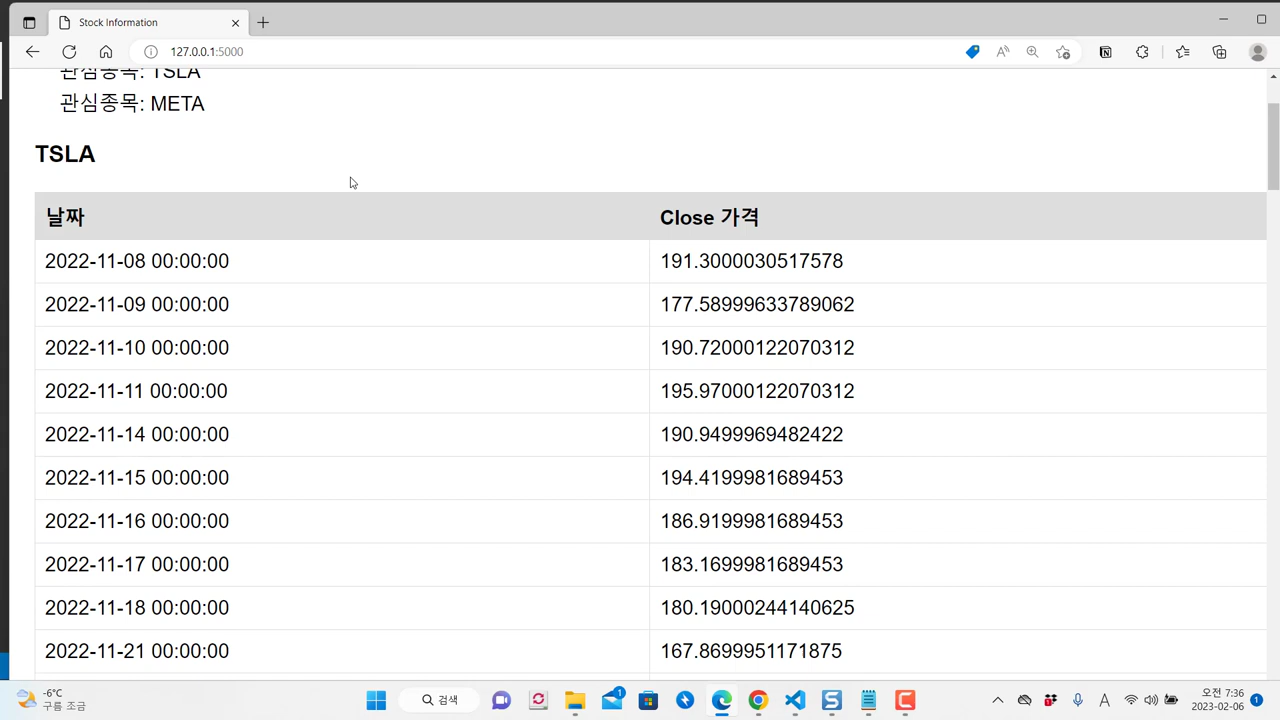 Stock Information
127.0.0.1:5000
관심종목: TSLA
관심종목: META
TSLA
날짜 Close 가격
2022-11-08 00:00:00 191.3000030517578
2022-11-09 00:00:00 177.58999633789062
2022-11-10 00:00:00 190.72000122070312
2022-11-11 00:00:00 195.97000122070312
2022-11-14 00:00:00 190.9499969482422
2022-11-15 00:00:00 194.4199981689453
2022-11-16 00:00:00 186.9199981689453
2022-11-17 00:00:00 183.1699981689453
2022-11-18 00:00:00 180.19000244140625
2022-11-21 00:00:00 167.8699951171875
-6°C
구름 조금
검색
1
A
오전 7:36
2023-02-06
1